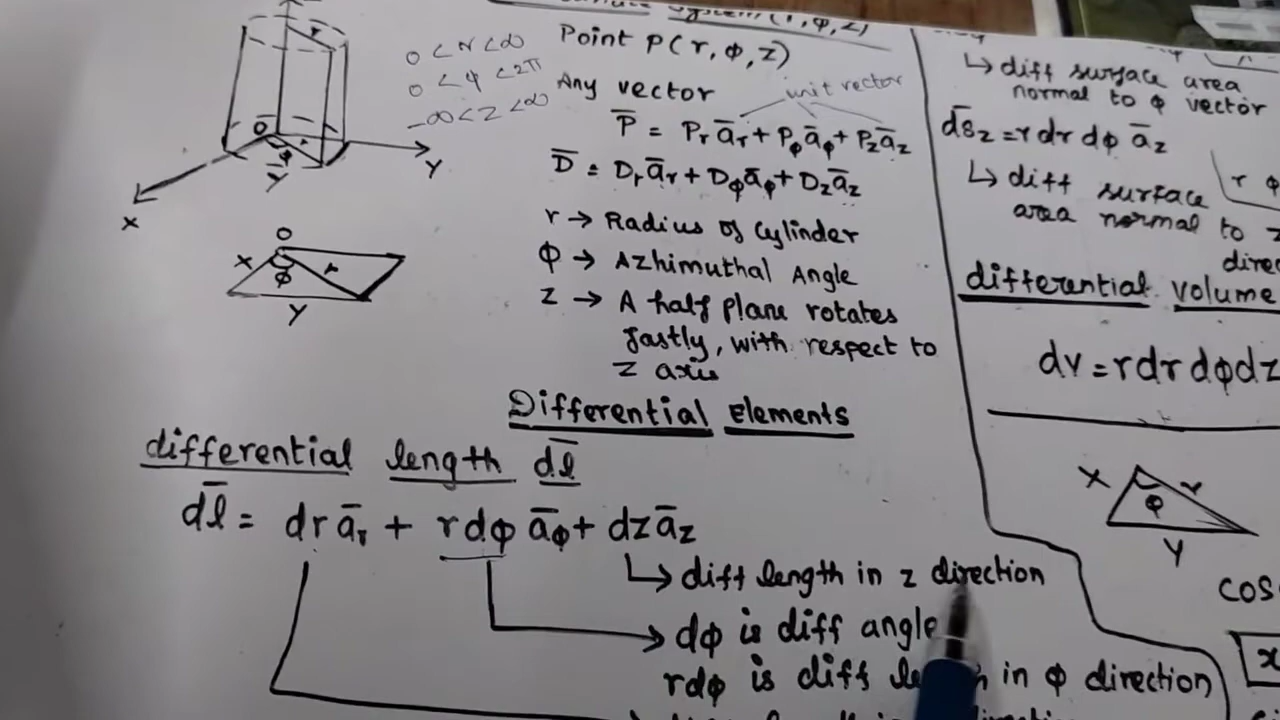 System (r, φ, z)
Point P(r, φ, z)
0 < r < ∞
0 < φ < 2π
-∞ < z < ∞
Any vector
unit vector
P̄ = Pr ār + Pφ āφ + Pz āz
D̄ = Dr ār + Dφ āφ + Dz āz
r → Radius of cylinder
φ → Azhimuthal Angle
z → A half plane rotates
fastly, with respect to
z axis
Y
X
O
φ
r
Y
O
X
φ
r
Y
Differential Elements
differential length dl̄
dl̄ = dr ār + rdφ āφ + dz āz
↳ diff length in z direction
→ dφ is diff angle
rdφ is diff length in φ direction
↳ diff surface area
normal to φ vector
ds̄z = r dr dφ āz
↳ diff surface
area normal to z
r φ
differential volume
dv = r dr dφ dz
X
r
φ
Y
cos
x